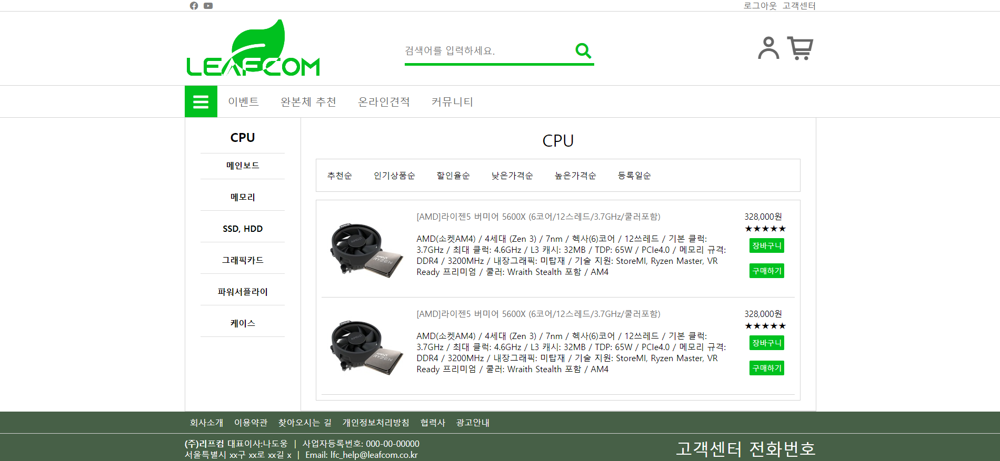 로그아웃 고객센터
LEAFCOM
검색어를 입력하세요.
이벤트 완본체 추천 온라인견적 커뮤니티
CPU
메인보드
메모리
SSD, HDD
그래픽카드
파워서플라이
케이스
CPU
추천순 인기상품순 할인율순 낮은가격순 높은가격순 등록일순
AMD
AMD
RYZEN
[AMD]라이젠5 버미어 5600X (6코어/12스레드/3.7GHz/쿨러포함)
AMD(소켓AM4) / 4세대 (Zen 3) / 7nm / 헥사(6)코어 / 12쓰레드 / 기본 클럭:
3.7GHz / 최대 클럭: 4.6GHz / L3 캐시: 32MB / TDP: 65W / PCIe4.0 / 메모리 규격:
DDR4 / 3200MHz / 내장그래픽: 미탑재 / 기술 지원: StoreMI, Ryzen Master, VR
Ready 프리미엄 / 쿨러: Wraith Stealth 포함 / AM4
328,000원
★★★★★
장바구니
구매하기
AMD
AMD
RYZEN
[AMD]라이젠5 버미어 5600X (6코어/12스레드/3.7GHz/쿨러포함)
AMD(소켓AM4) / 4세대 (Zen 3) / 7nm / 헥사(6)코어 / 12쓰레드 / 기본 클럭:
3.7GHz / 최대 클럭: 4.6GHz / L3 캐시: 32MB / TDP: 65W / PCIe4.0 / 메모리 규격:
DDR4 / 3200MHz / 내장그래픽: 미탑재 / 기술 지원: StoreMI, Ryzen Master, VR
Ready 프리미엄 / 쿨러: Wraith Stealth 포함 / AM4
328,000원
★★★★★
장바구니
구매하기
회사소개 이용약관 찾아오시는 길 개인정보처리방침 협력사 광고안내
(주)리프컴 대표이사:나도웅 | 사업자등록번호: 000-00-00000
서울특별시 xx구 xx로 xx길 x | Email: lfc_help@leafcom.co.kr
고객센터 전화번호